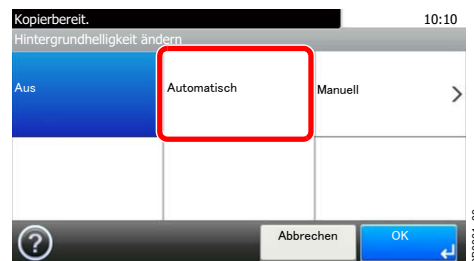 Kopierbereit. 10:10
Hintergrundhelligkeit ändern
Aus Automatisch Manuell
?
Abbrechen OK